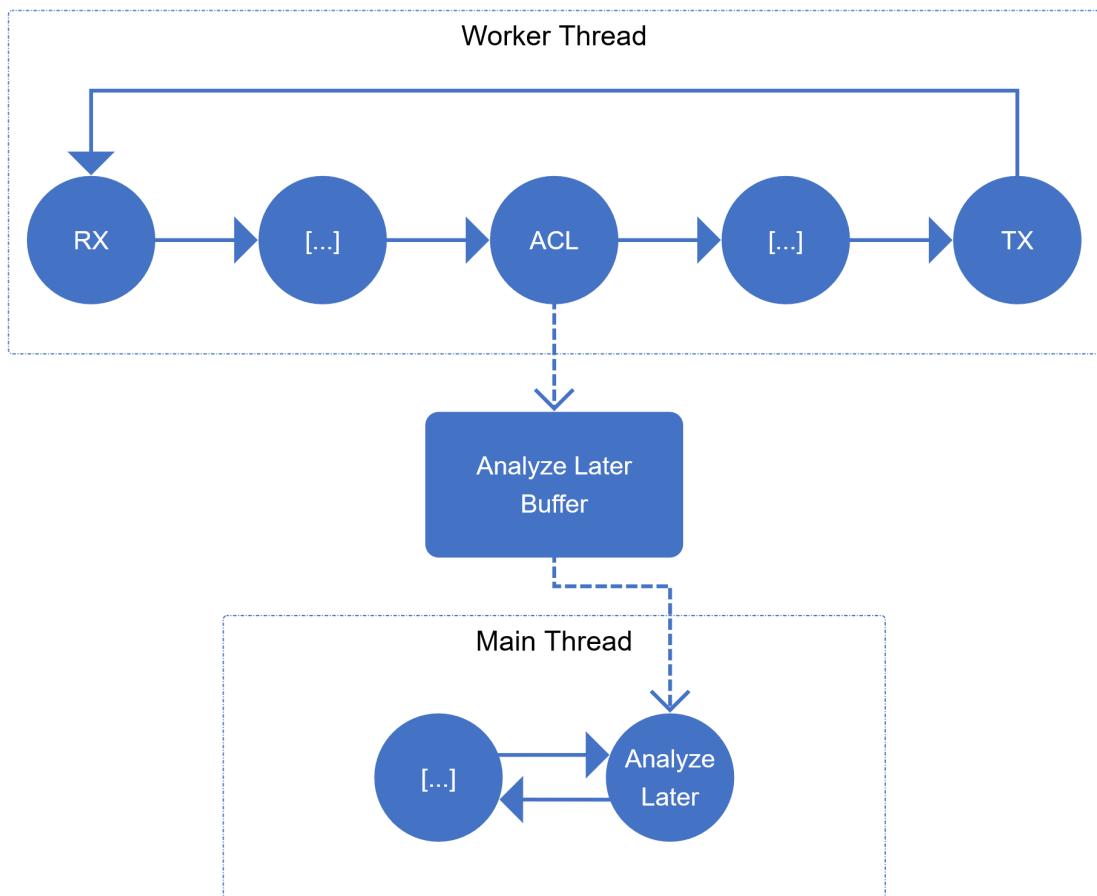 Worker Thread
RX
[...]
ACL
[...]
TX
Analyze Later
Buffer
Main Thread
[...]
Analyze
Later